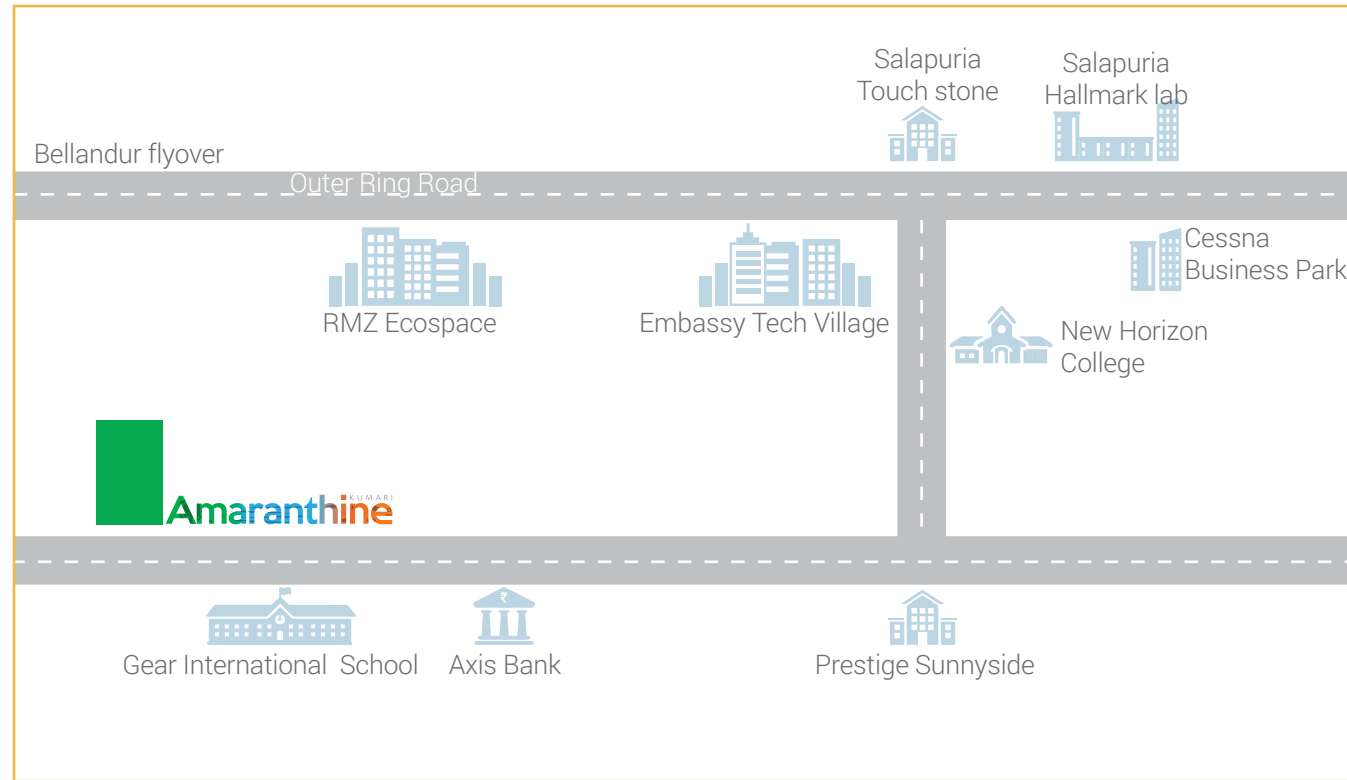 Salapuria
Touch stone
Salapuria
Hallmark lab
Bellandur flyover
Outer Ring Road
Cessna
Business Park
RMZ Ecospace
Embassy Tech Village
New Horizon
College
KUMARI
Amaranthine
₹
Gear International  School
Axis Bank
Prestige Sunnyside